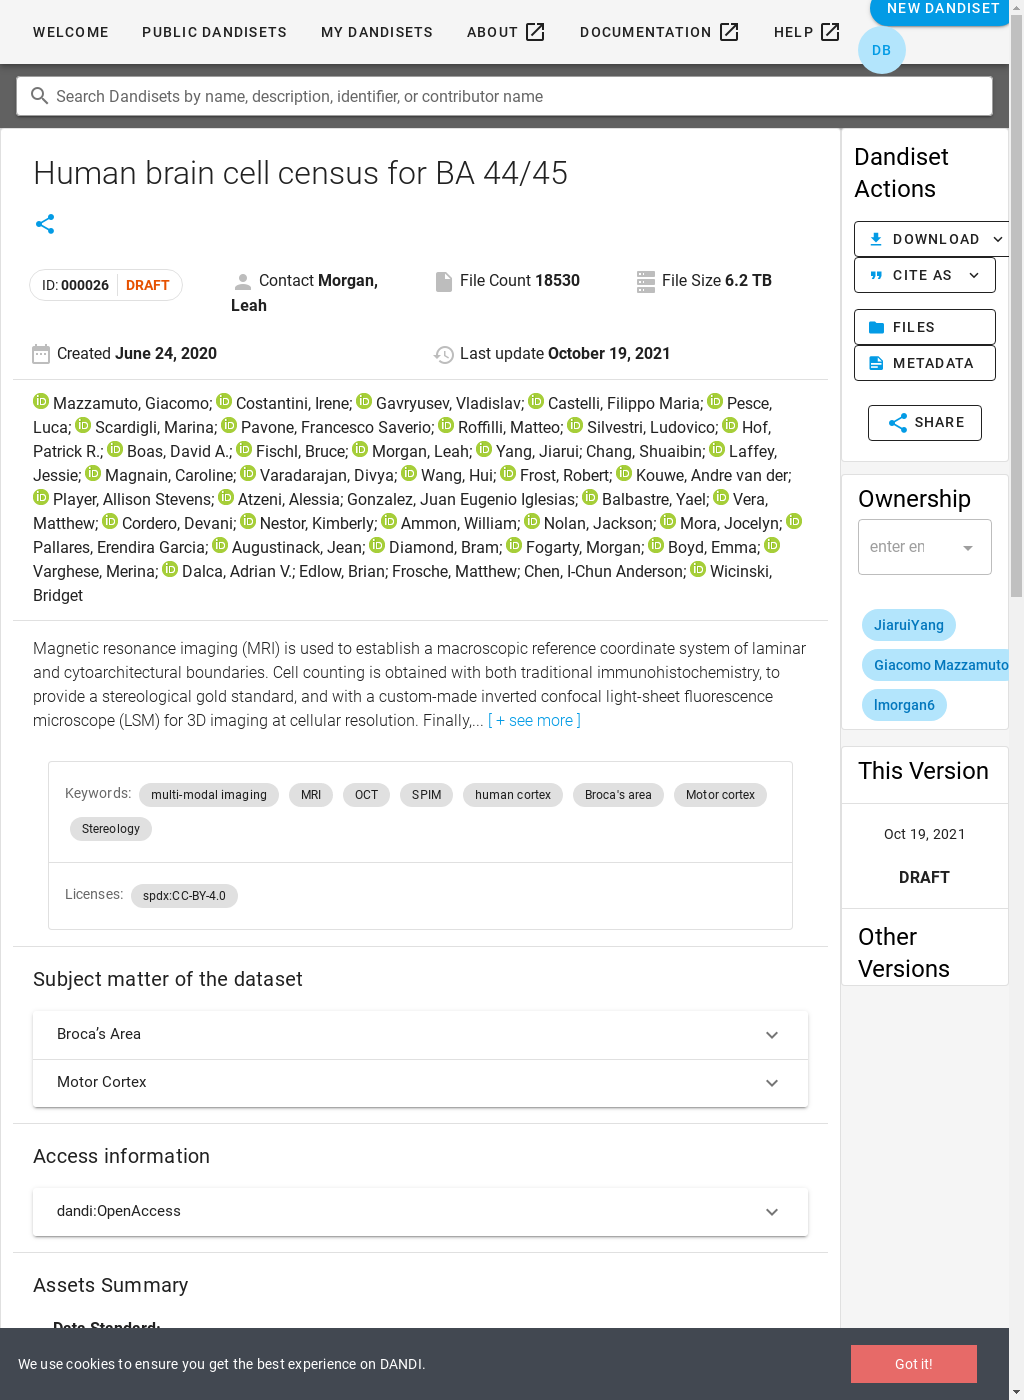 WELCOME PUBLIC DANDISETS MY DANDISETS ABOUT DOCUMENTATION HELP NEW DANDISET
DB
Search Dandisets by name, description, identifier, or contributor name
Human brain cell census for BA 44/45
ID: 000026 DRAFT
Contact Morgan, Leah
File Count 18530
File Size 6.2 TB
Created June 24, 2020
Last update October 19, 2021
Mazzamuto, Giacomo; Costantini, Irene; Gavryusev, Vladislav; Castelli, Filippo Maria; Pesce,
Luca; Scardigli, Marina; Pavone, Francesco Saverio; Roffilli, Matteo; Silvestri, Ludovico; Hof,
Patrick R.; Boas, David A.; Fischl, Bruce; Morgan, Leah; Yang, Jiarui; Chang, Shuaibin; Laffey,
Jessie; Magnain, Caroline; Varadarajan, Divya; Wang, Hui; Frost, Robert; Kouwe, Andre van der;
Player, Allison Stevens; Atzeni, Alessia; Gonzalez, Juan Eugenio Iglesias; Balbastre, Yael; Vera,
Matthew; Cordero, Devani; Nestor, Kimberly; Ammon, William; Nolan, Jackson; Mora, Jocelyn;
Pallares, Erendira Garcia; Augustinack, Jean; Diamond, Bram; Fogarty, Morgan; Boyd, Emma;
Varghese, Merina; Dalca, Adrian V.; Edlow, Brian; Frosche, Matthew; Chen, I-Chun Anderson; Wicinski,
Bridget
Magnetic resonance imaging (MRI) is used to establish a macroscopic reference coordinate system of laminar
and cytoarchitectural boundaries. Cell counting is obtained with both traditional immunohistochemistry, to
provide a stereological gold standard, and with a custom-made inverted confocal light-sheet fluorescence
microscope (LSM) for 3D imaging at cellular resolution. Finally,... [ + see more ]
Keywords: multi-modal imaging MRI OCT SPIM human cortex Broca's area Motor cortex
Stereology
Licenses: spdx:CC-BY-4.0
Subject matter of the dataset
Broca’s Area
Motor Cortex
Access information
dandi:OpenAccess
Assets Summary
Data Standard:
Dandiset
Actions
DOWNLOAD
CITE AS
FILES
METADATA
SHARE
Ownership
enter en
JiaruiYang
Giacomo Mazzamuto
lmorgan6
This Version
Oct 19, 2021
DRAFT
Other
Versions
We use cookies to ensure you get the best experience on DANDI.
Got it!